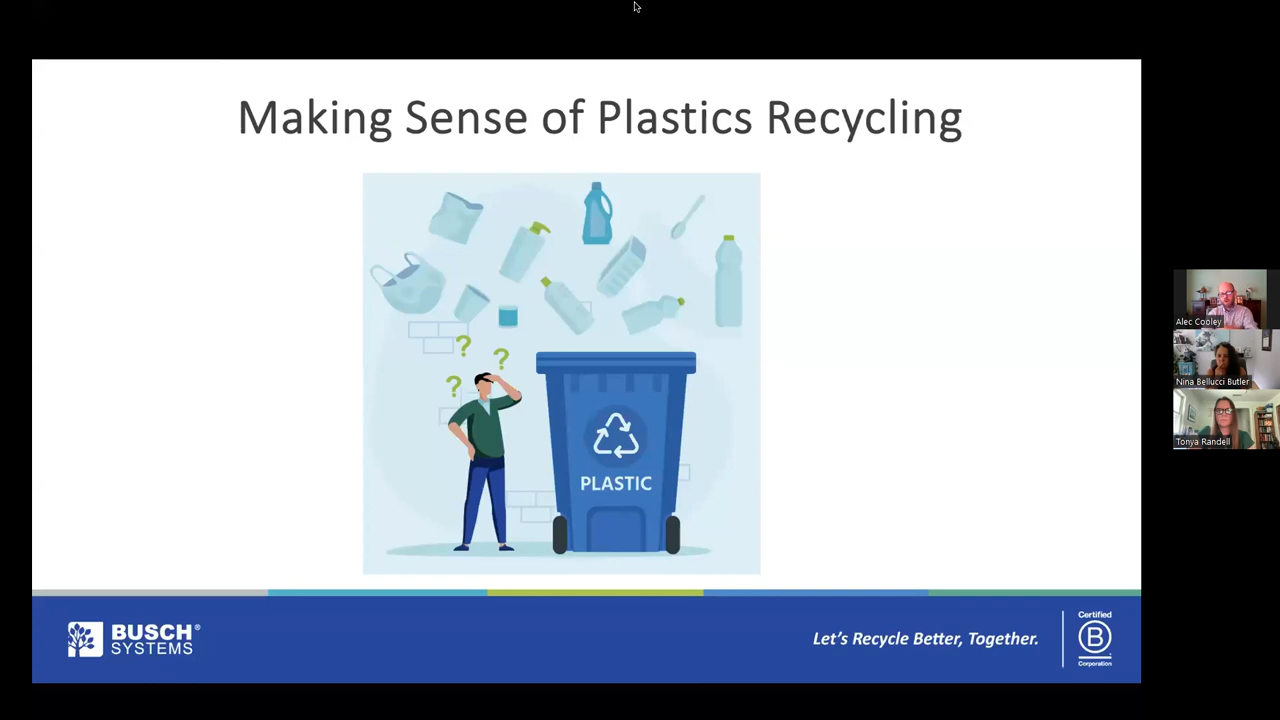 Making Sense of Plastics Recycling
?
?
?
PLASTIC
BUSCH®
SYSTEMS
Let's Recycle Better, Together.
Certified
B
Corporation
Alec Cooley
Nina Bellucci Butler
Tonya Randell